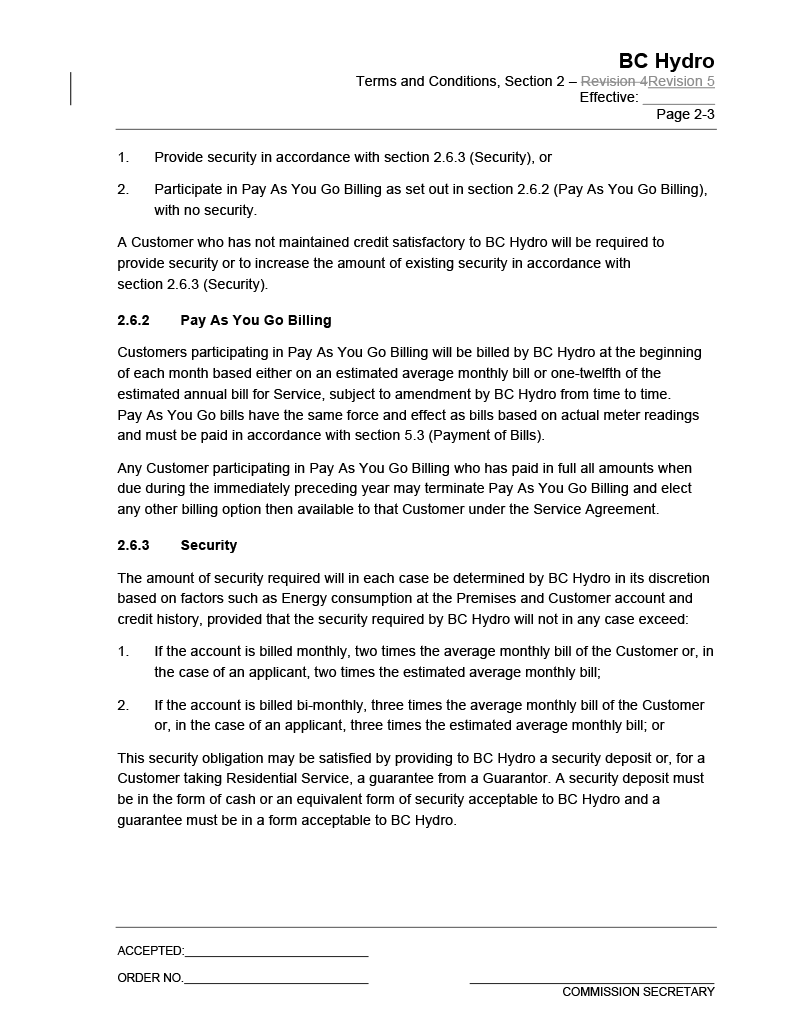 BC Hydro
Terms and Conditions, Section 2 – Revision 4Revision 5
Effective: _________
Page 2-3
1. Provide security in accordance with section 2.6.3 (Security), or
2. Participate in Pay As You Go Billing as set out in section 2.6.2 (Pay As You Go Billing),
with no security.
A Customer who has not maintained credit satisfactory to BC Hydro will be required to
provide security or to increase the amount of existing security in accordance with
section 2.6.3 (Security).
2.6.2 Pay As You Go Billing
Customers participating in Pay As You Go Billing will be billed by BC Hydro at the beginning
of each month based either on an estimated average monthly bill or one-twelfth of the
estimated annual bill for Service, subject to amendment by BC Hydro from time to time.
Pay As You Go bills have the same force and effect as bills based on actual meter readings
and must be paid in accordance with section 5.3 (Payment of Bills).
Any Customer participating in Pay As You Go Billing who has paid in full all amounts when
due during the immediately preceding year may terminate Pay As You Go Billing and elect
any other billing option then available to that Customer under the Service Agreement.
2.6.3 Security
The amount of security required will in each case be determined by BC Hydro in its discretion
based on factors such as Energy consumption at the Premises and Customer account and
credit history, provided that the security required by BC Hydro will not in any case exceed:
1. If the account is billed monthly, two times the average monthly bill of the Customer or, in
the case of an applicant, two times the estimated average monthly bill;
2. If the account is billed bi-monthly, three times the average monthly bill of the Customer
or, in the case of an applicant, three times the estimated average monthly bill; or
This security obligation may be satisfied by providing to BC Hydro a security deposit or, for a
Customer taking Residential Service, a guarantee from a Guarantor. A security deposit must
be in the form of cash or an equivalent form of security acceptable to BC Hydro and a
guarantee must be in a form acceptable to BC Hydro.
ACCEPTED:____________________________
ORDER NO.____________________________
COMMISSION SECRETARY